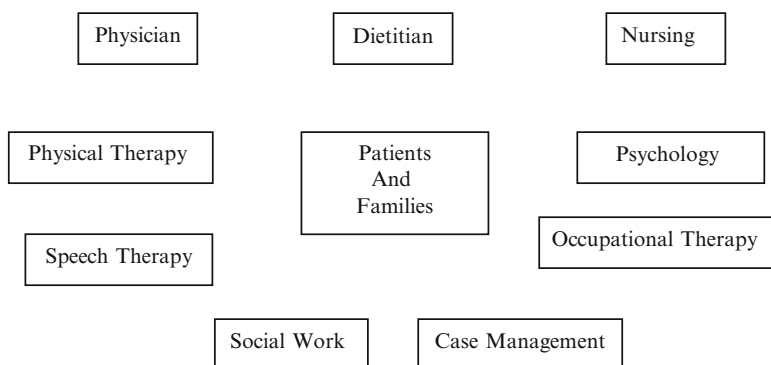 Physician
Dietitian
Nursing
Physical Therapy
Patients
And
Families
Psychology
Speech Therapy
Occupational Therapy
Social Work
Case Management